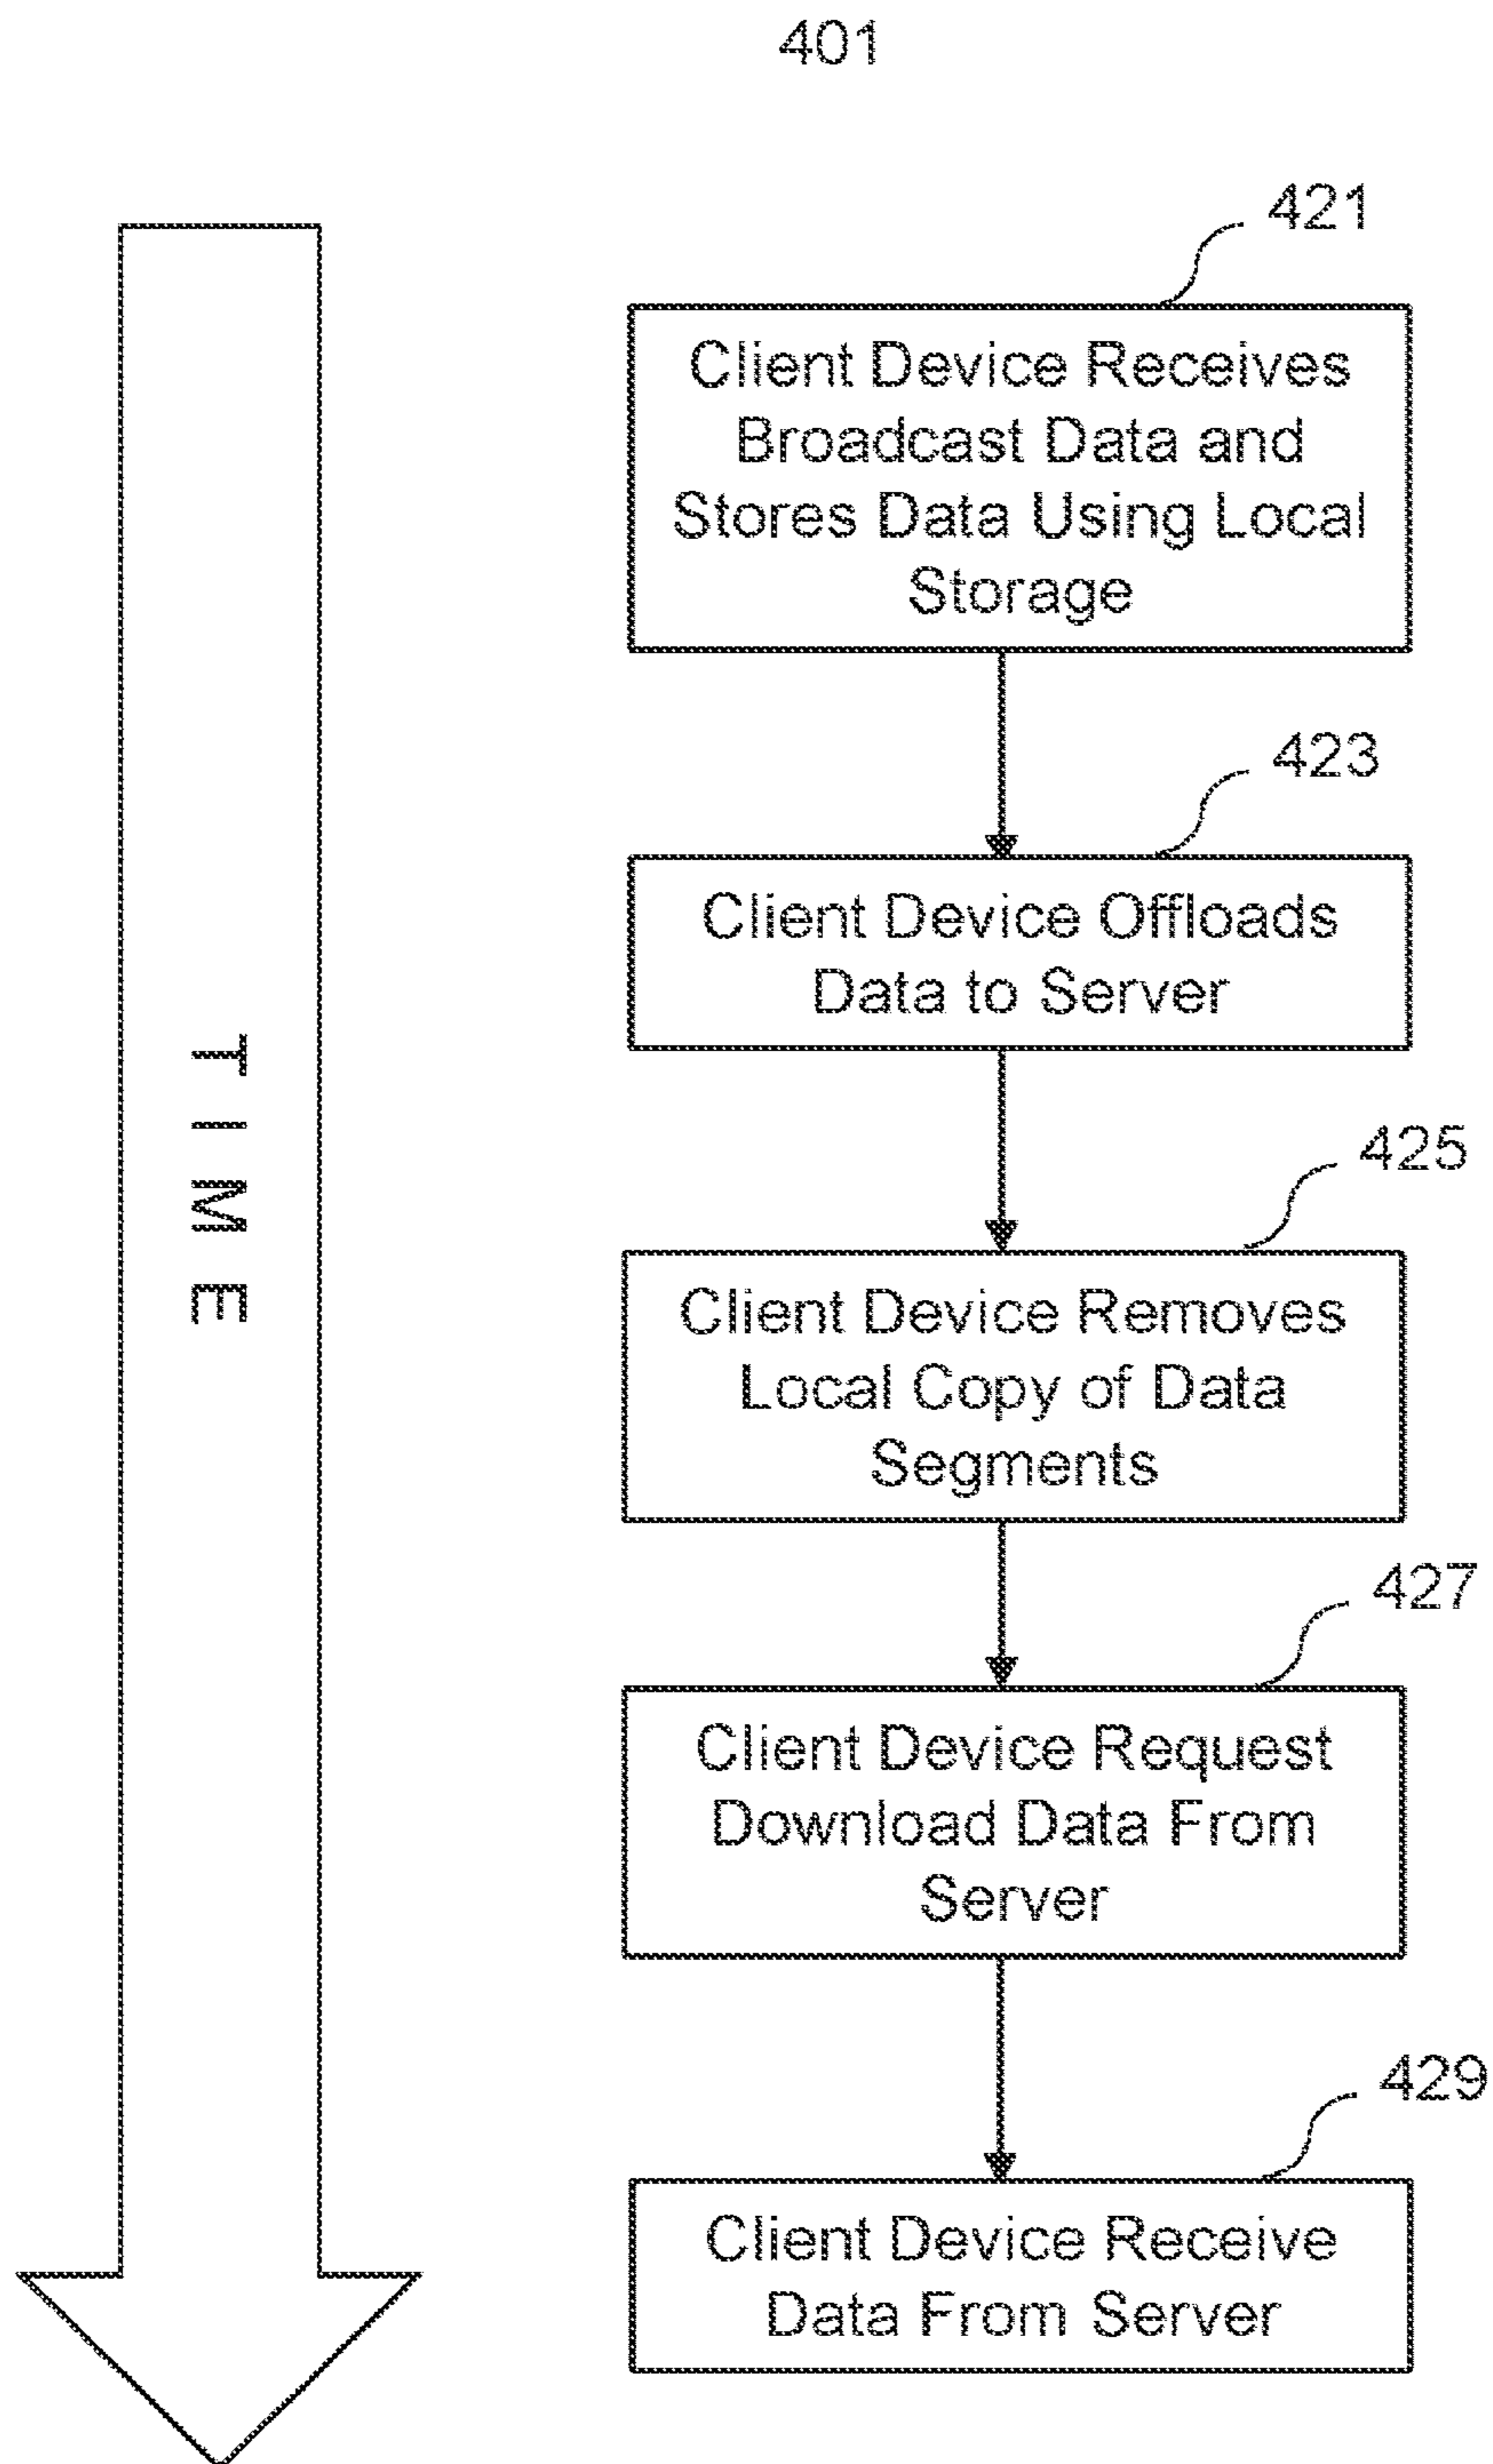 401
421
Client Device Receives
Broadcast Data and
Stores Data Using Local
Storage
423
Client Device Offloads
Data to Server
425
Client Device Removes
Local Copy of Data
Segments
TIME
427
Client Device Request
Download Data From
Server
429
Client Device Receive
Data From Server